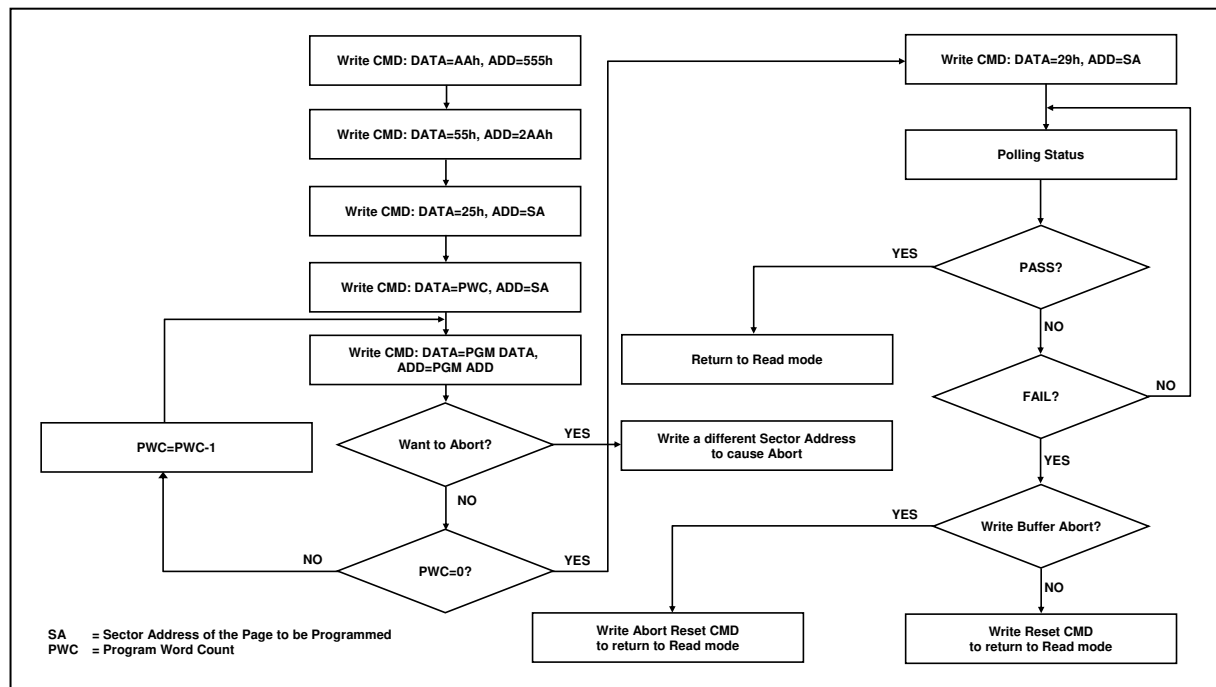 Write CMD: DATA=AAh, ADD=555h
Write CMD: DATA=55h, ADD=2AAh
Write CMD: DATA=25h, ADD=SA
Write CMD: DATA=PWC, ADD=SA
Write CMD: DATA=PGM DATA,
ADD=PGM ADD
PWC=PWC-1
Want to Abort?
YES
Write a different Sector Address
to cause Abort
NO
NO
PWC=0?
YES
Write CMD: DATA=29h, ADD=SA
Polling Status
YES
PASS?
NO
Return to Read mode
FAIL?
NO
YES
YES
Write Buffer Abort?
NO
Write Abort Reset CMD
to return to Read mode
Write Reset CMD
to return to Read mode
SA = Sector Address of the Page to be Programmed
PWC = Program Word Count